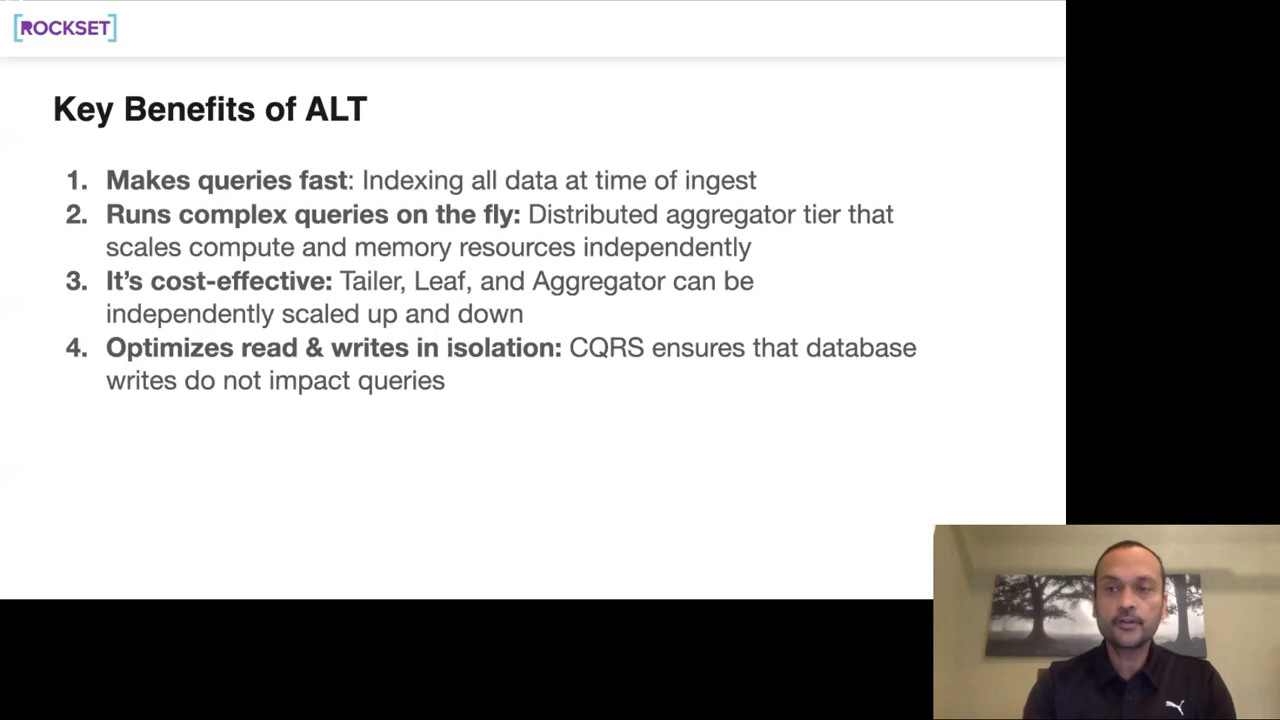 [ROCKSET]
Key Benefits of ALT
1. Makes queries fast: Indexing all data at time of ingest
2. Runs complex queries on the fly: Distributed aggregator tier that
scales compute and memory resources independently
3. It's cost-effective: Tailer, Leaf, and Aggregator can be
independently scaled up and down
4. Optimizes read & writes in isolation: CQRS ensures that database
writes do not impact queries